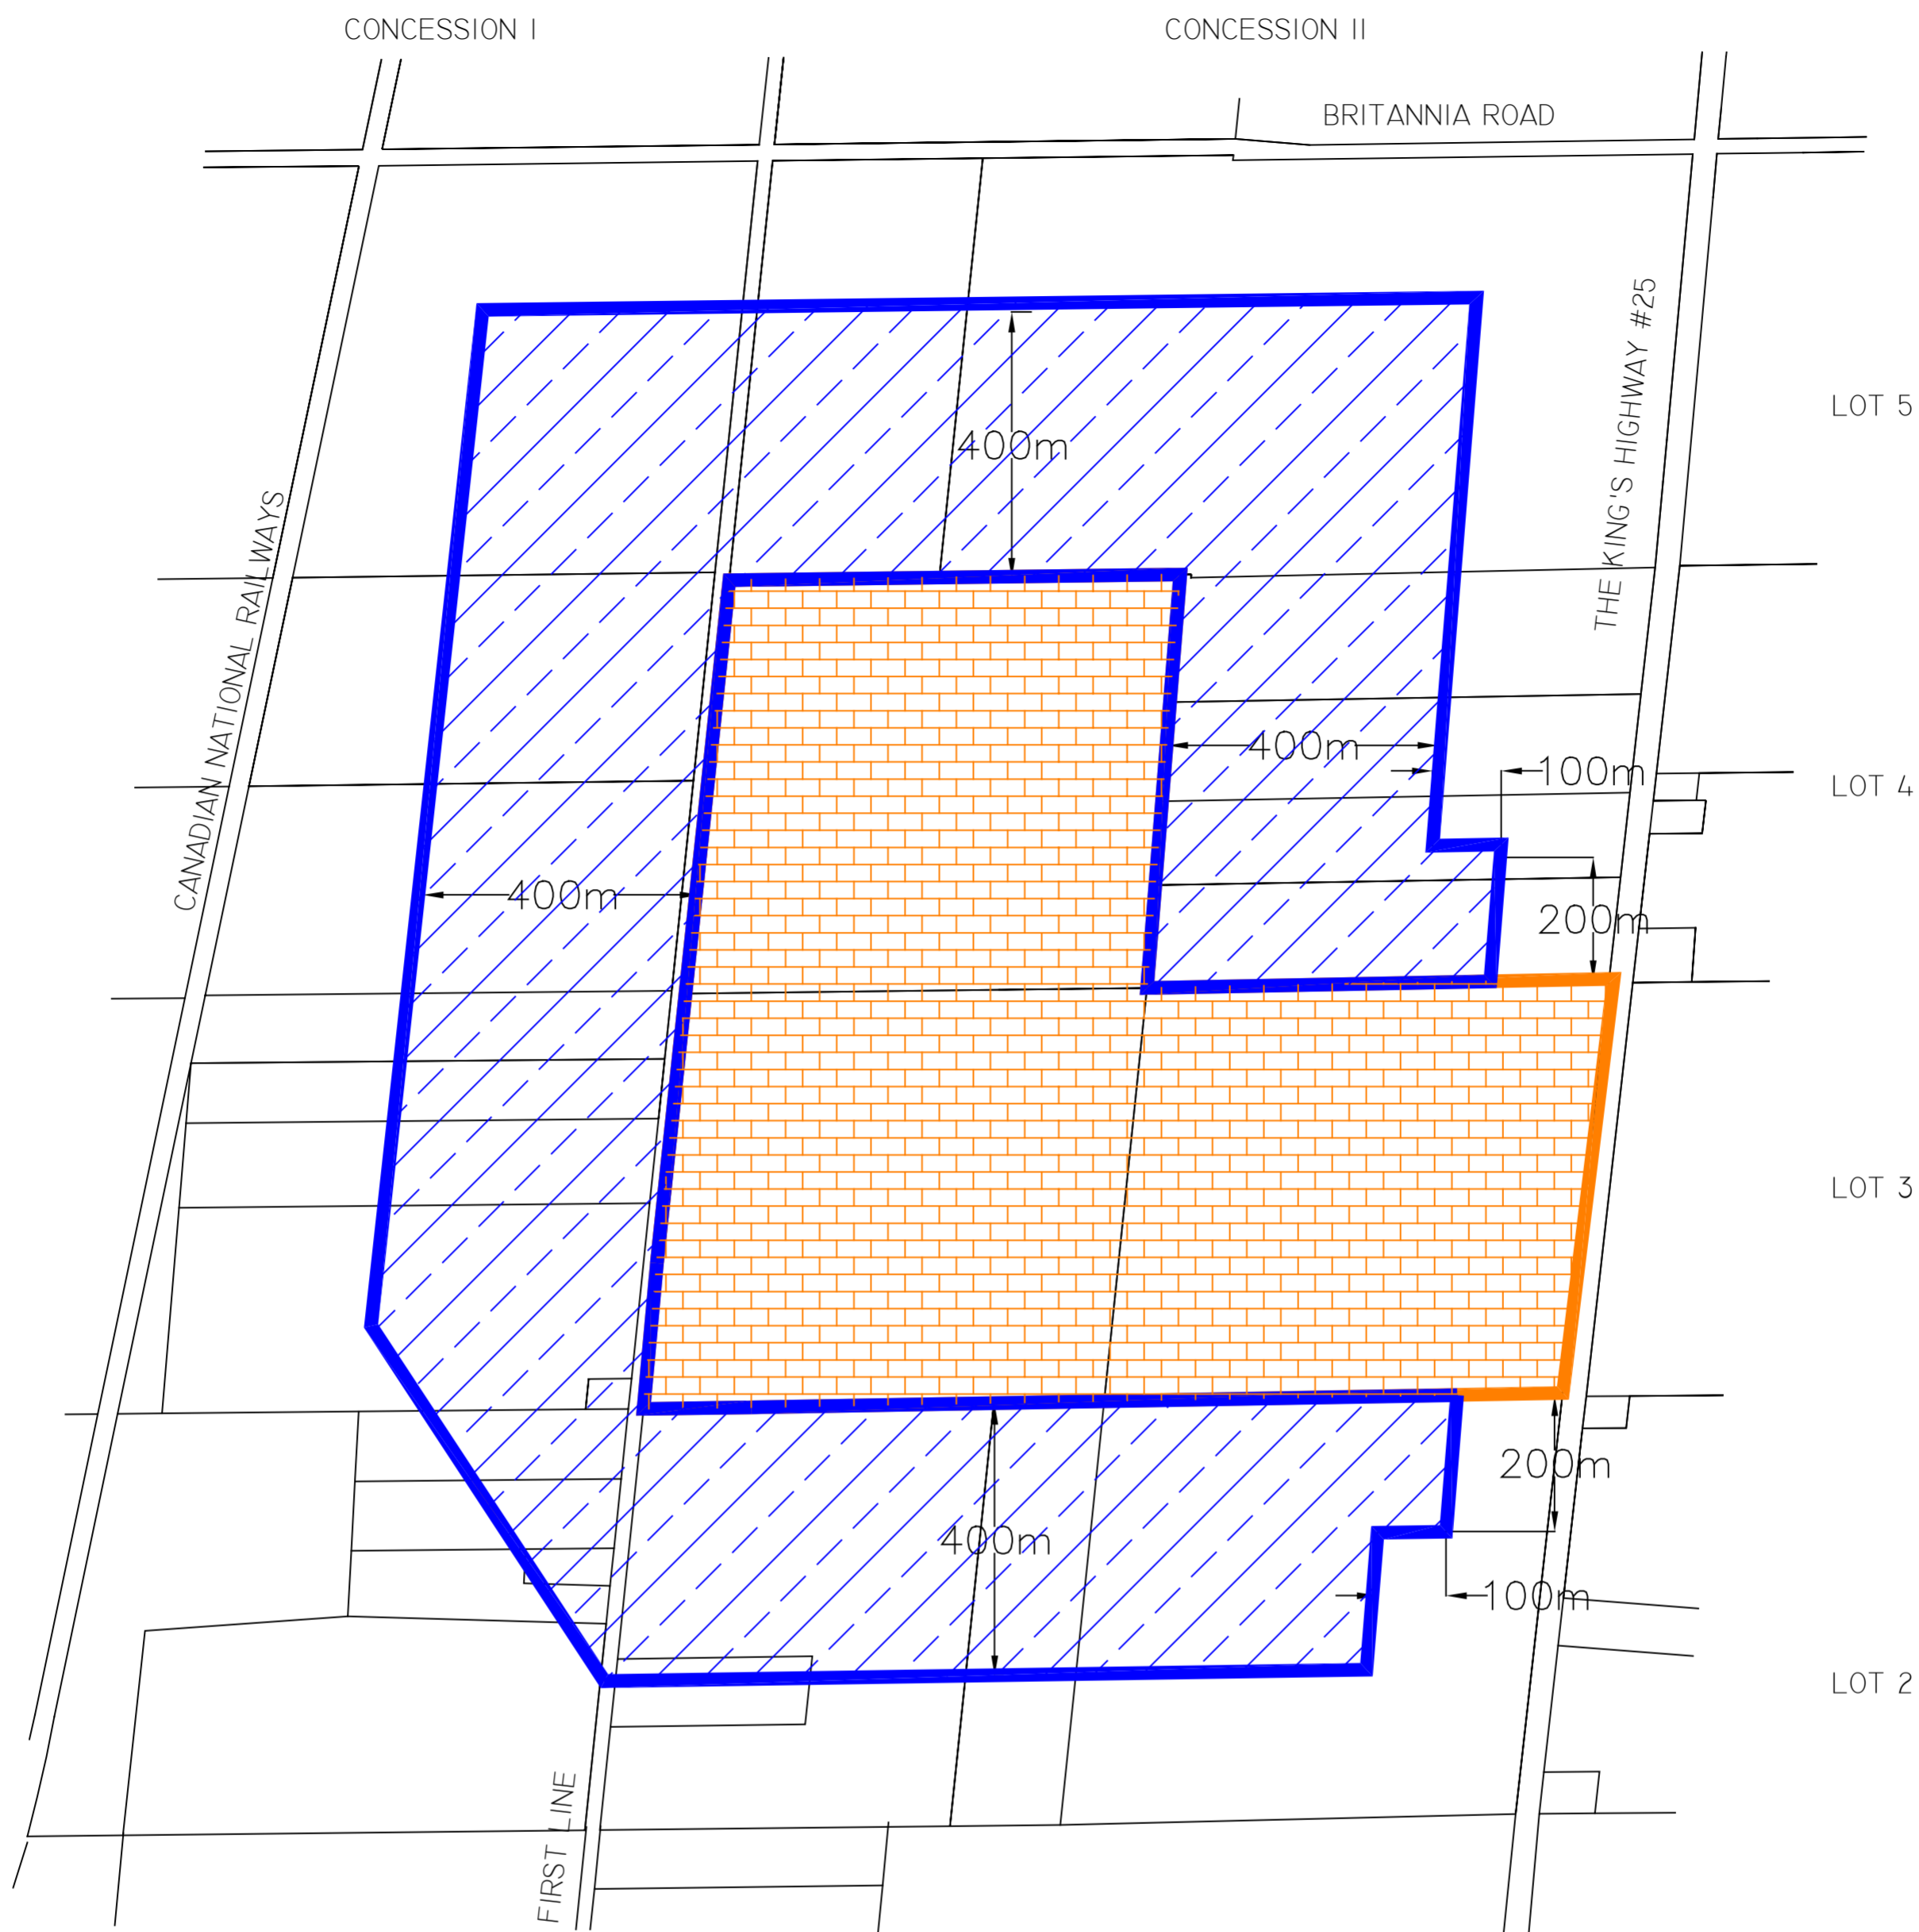 CONCESSION I
CONCESSION II
BRITANNIA ROAD
THE KING'S HIGHWAY #25
LOT 5
400m
CANADIAN NATIONAL RAILWAYS
400m
100m
LOT 4
400m
200m
LOT 3
200m
400m
100m
LOT 2
FIRST LINE